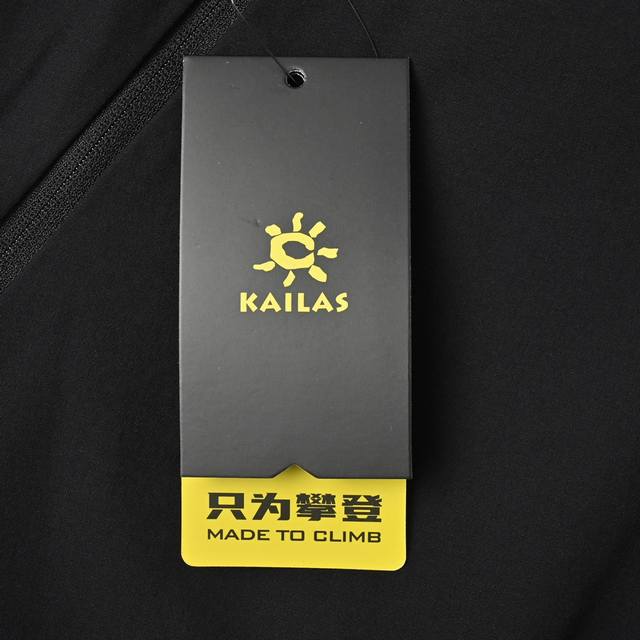 KAILAS
只为攀登
MADE TO CLIMB